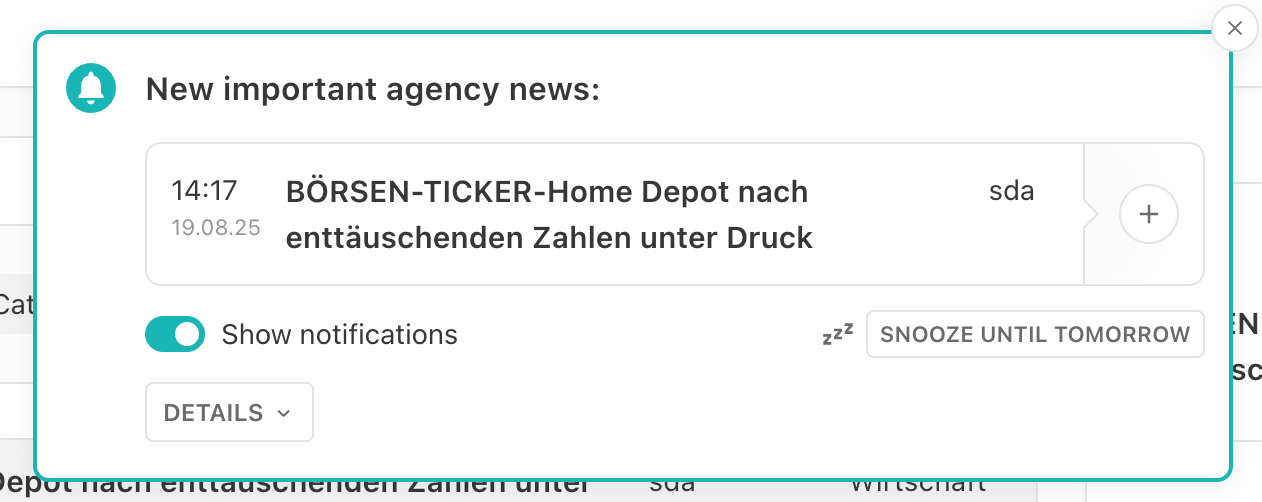 New important agency news:
14:17
19.08.25
BÖRSEN-TICKER-Home Depot nach
enttäuschenden Zahlen unter Druck
sda
Show notifications
zzz
SNOOZE UNTIL TOMORROW
DETAILS
Cat
EN
sc
Depot nach enttäuschenden Zahlen unter
sda
Wirtschaft